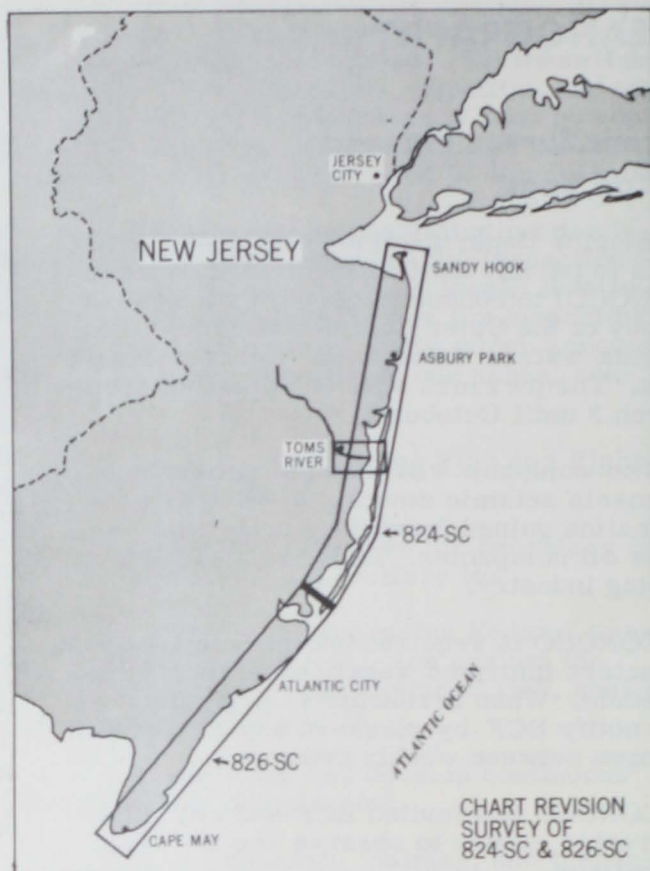 JERSEY
CITY
NEW JERSEY
SANDY HOOK
ASBURY PARK
TOMS
RIVER
824-SC
ATLANTIC CITY
ATLANTIC OCEAN
826-SC
CAPE MAY
CHART REVISION
SURVEY OF
824-SC & 826-SC